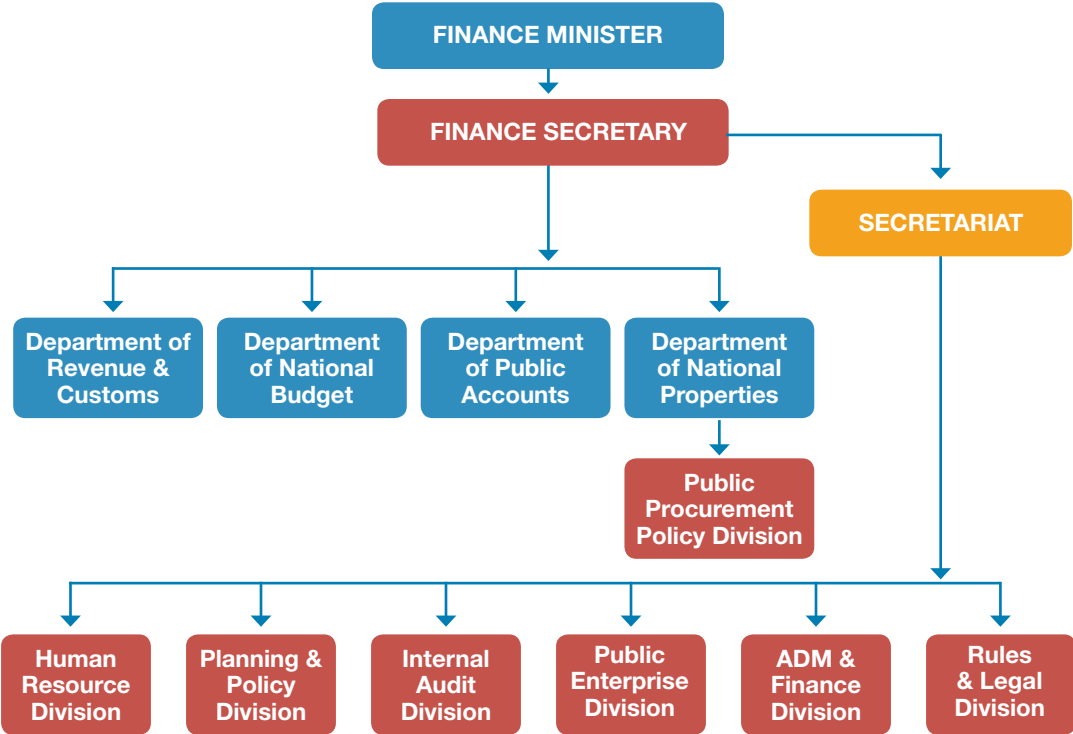 FINANCE MINISTER
FINANCE SECRETARY
SECRETARIAT
Department of
Revenue &
Customs
Department
of National
Budget
Department
of Public
Accounts
Department
of National
Properties
Public
Procurement
Policy Division
Human
Resource
Division
Planning &
Policy
Division
Internal
Audit
Division
Public
Enterprise
Division
ADM &
Finance
Division
Rules
& Legal
Division